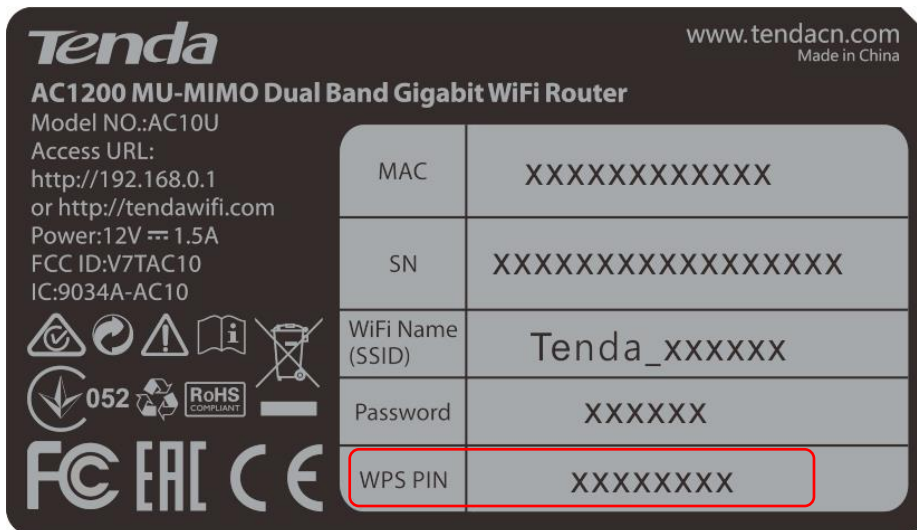 Tenda
www.tendacn.com
Made in China
AC1200 MU-MIMO Dual Band Gigabit WiFi Router
Model NO.:AC10U
Access URL:
http://192.168.0.1
or http://tendawifi.com
Power:12V ⎓ 1.5A
FCC ID:V7TAC10
IC:9034A-AC10
MAC XXXXXXXXXXXX
SN XXXXXXXXXXXXXXXXX
WiFi Name
(SSID) Tenda_xxxxxx
052 RoHS
COMPLIANT
Password XXXXXX
FC EAC CE
WPS PIN XXXXXXXX